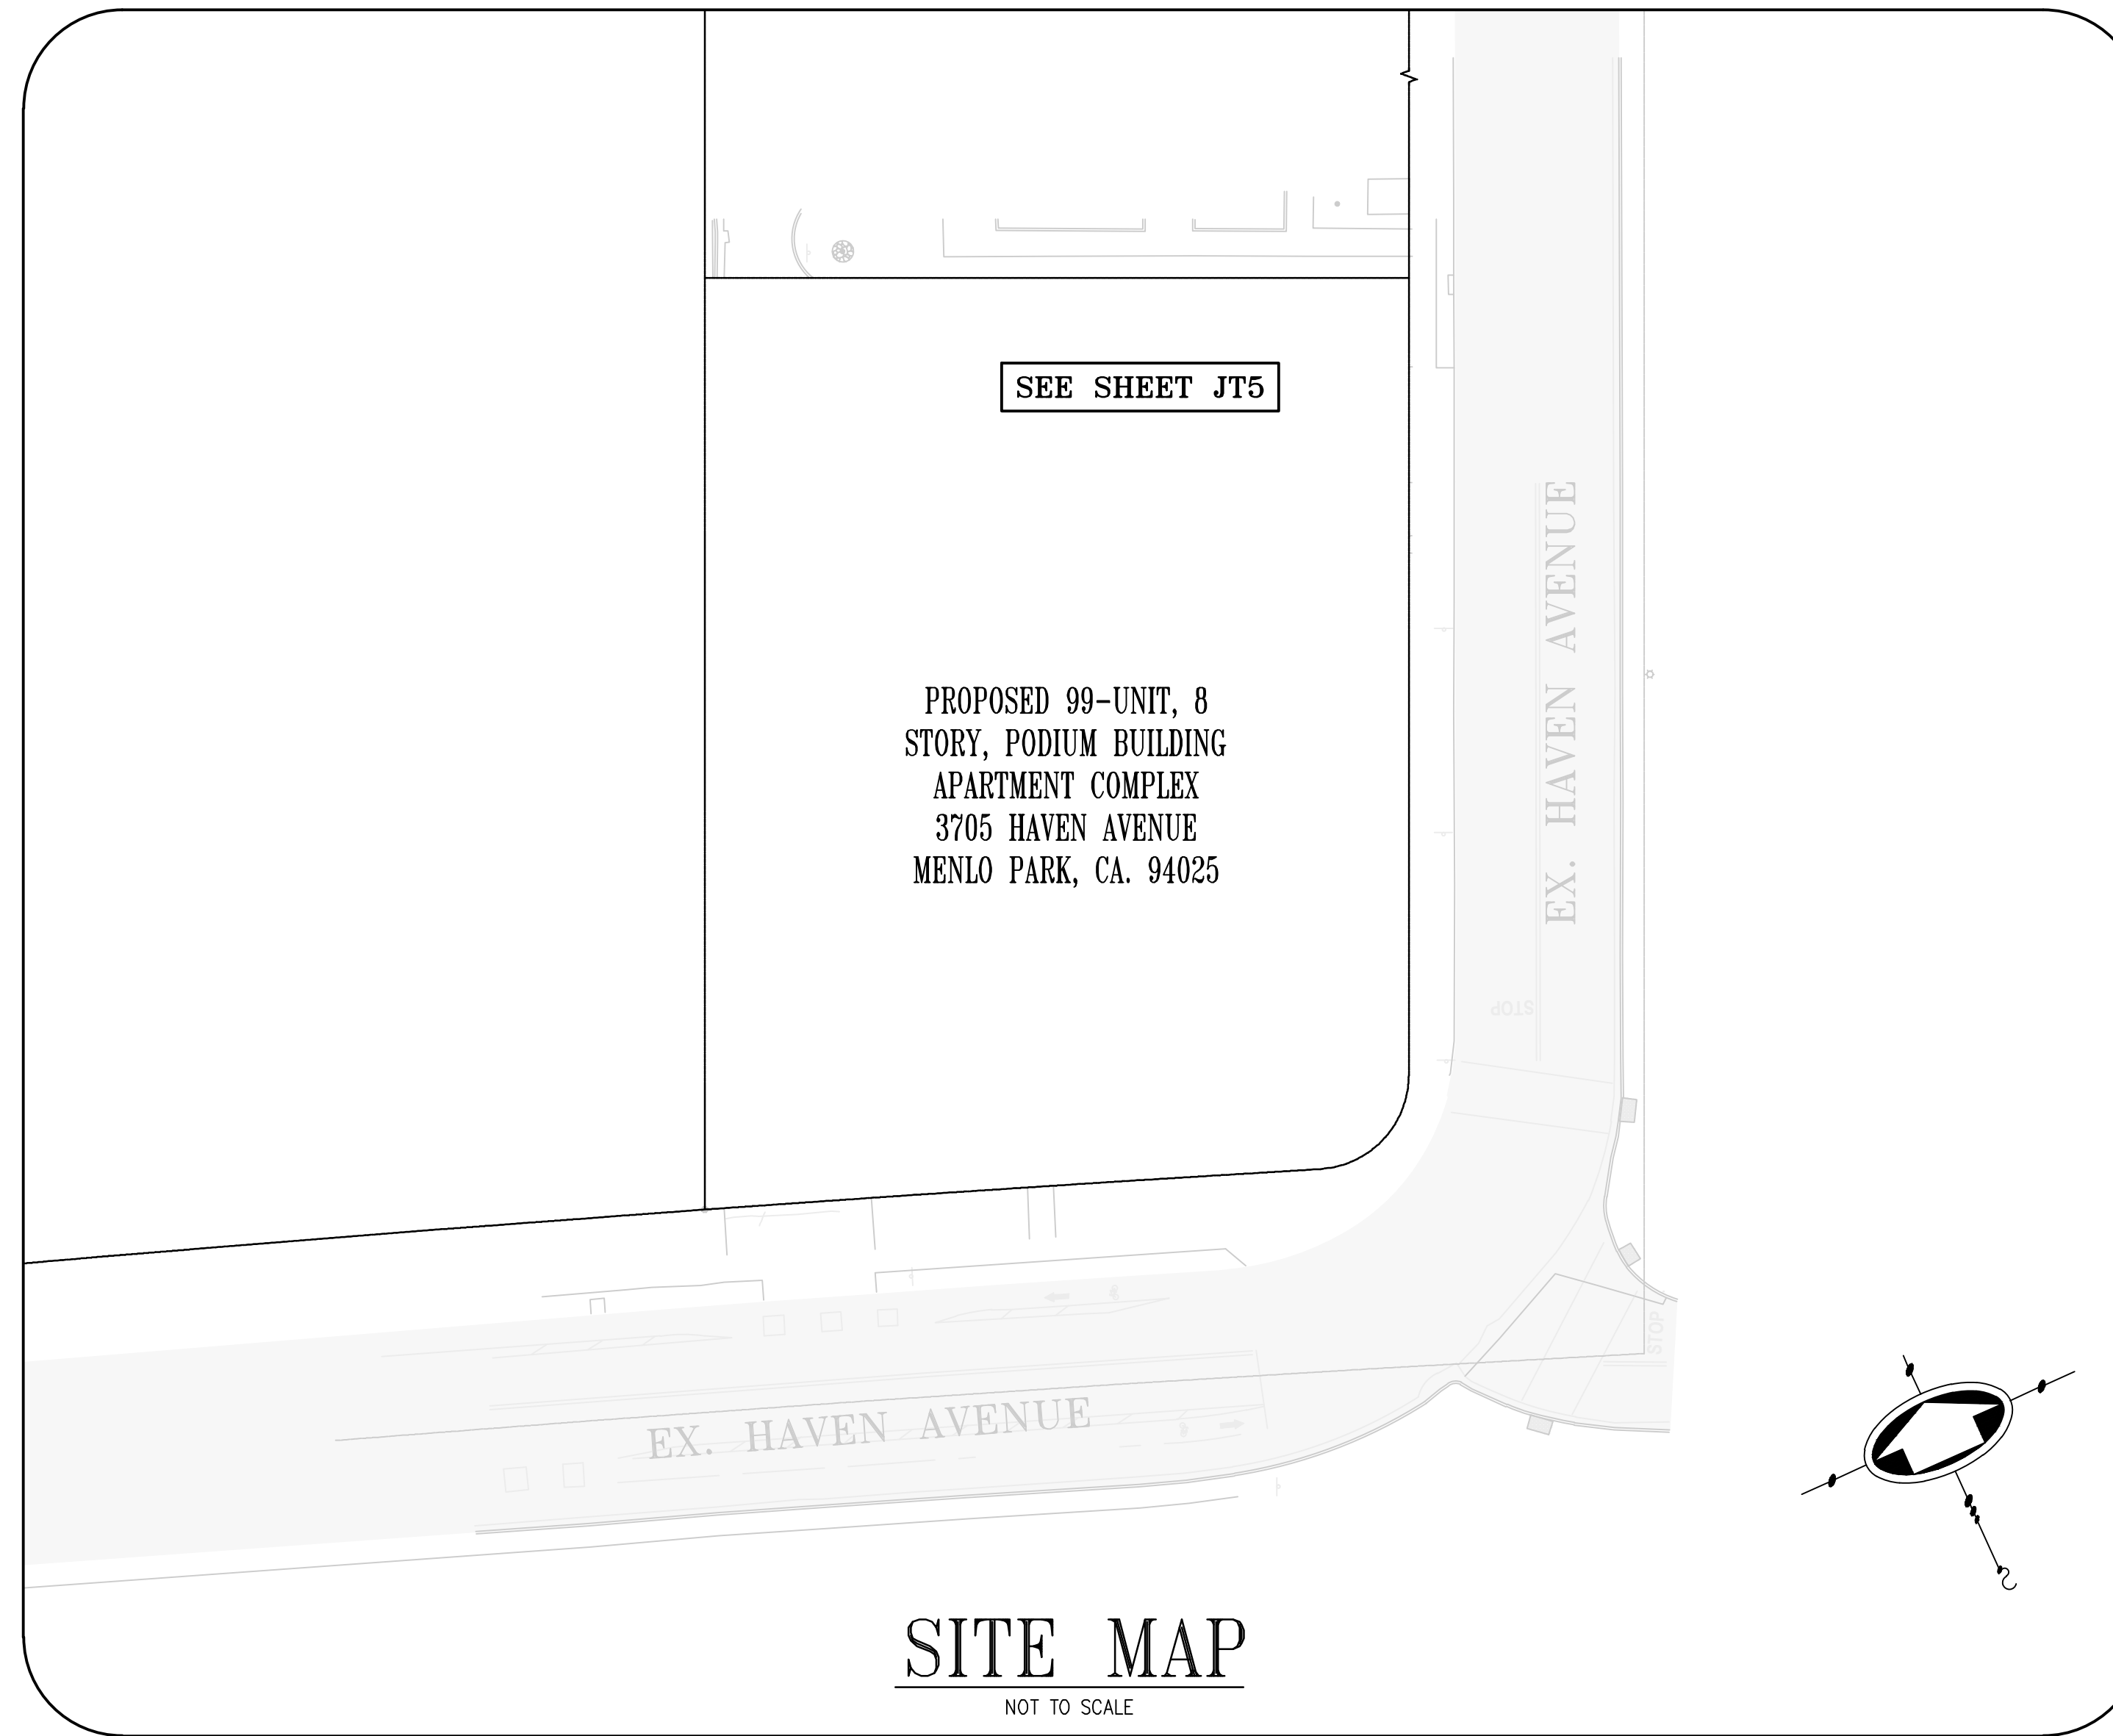 SEE SHEET JT5
EX. HAVEN AVENUE
PROPOSED 99-UNIT, 8
STORY, PODIUM BUILDING
APARTMENT COMPLEX
3705 HAVEN AVENUE
MENLO PARK, CA. 94025
STOP
STOP
EX. HAVEN AVENUE
SITE MAP
NOT TO SCALE